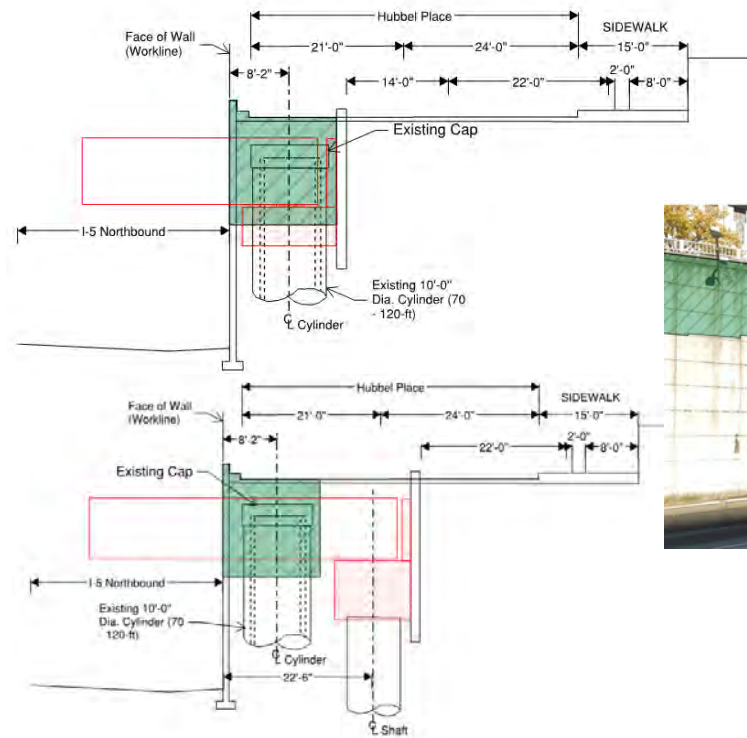 Hubbel Place
SIDEWALK
Face of Wall
(Workline)
21'-0"
24'-0"
15'-0"
8'-2"
14'-0"
22'-0"
2'-0"
8'-0"
Existing Cap
I-5 Northbound
Existing 10'-0"
Dia. Cylinder (70
- 120-ft)
℄ Cylinder
Hubbel Place
SIDEWALK
Face of Wall
(Workline)
21'-0"
24'-0"
15'-0"
8'-2"
22'-0"
2'-0"
8'-0"
Existing Cap
I-5 Northbound
Existing 10'-0"
Dia. Cylinder (70
- 120-ft)
℄ Cylinder
22'-6"
℄ Shaft